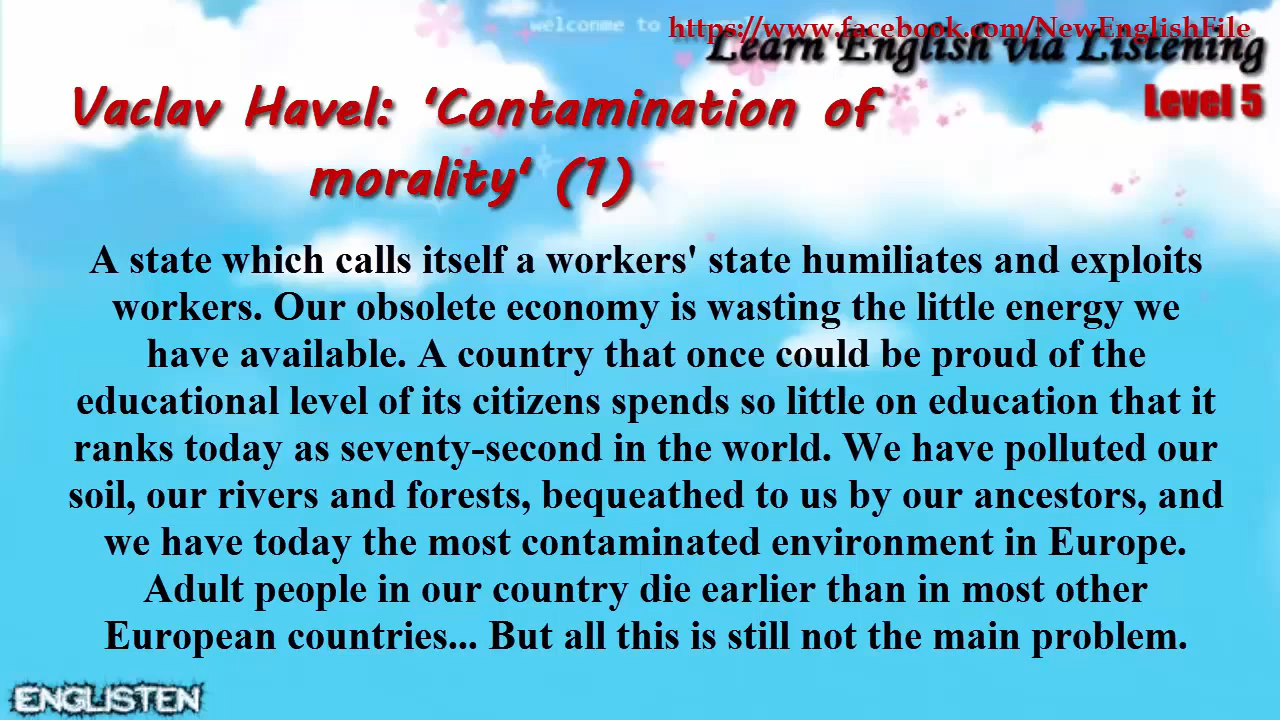 welconme to
https://www.facebook.com/NewEnglishFile
Learn English via Listening
Level 5
Vaclav Havel: ‘Contamination of
morality‘ (1)
A state which calls itself a workers' state humiliates and exploits
workers. Our obsolete economy is wasting the little energy we
have available. A country that once could be proud of the
educational level of its citizens spends so little on education that it
ranks today as seventy-second in the world. We have polluted our
soil, our rivers and forests, bequeathed to us by our ancestors, and
we have today the most contaminated environment in Europe.
Adult people in our country die earlier than in most other
European countries... But all this is still not the main problem.
ENGLISTEN